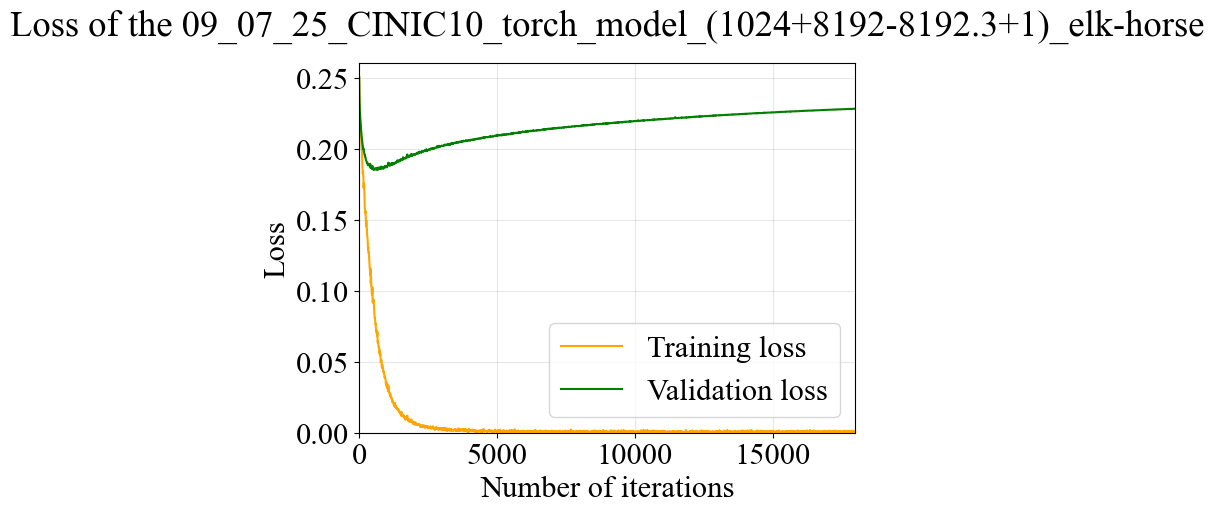 Loss of the 09_07_25_CINIC10_torch_model_(1024+8192-8192.3+1)_elk-horse
0.25
0.20
0.15
0.10
0.05
0.00
Loss
Training loss
Validation loss
0 5000 10000 15000
Number of iterations